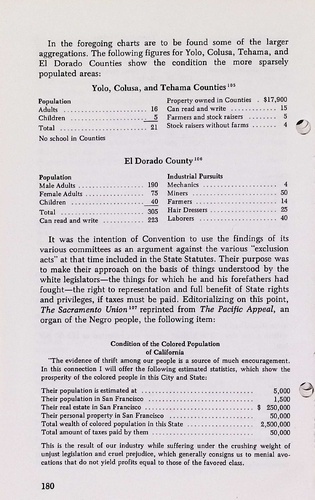 In the foregoing charts are to be found some of the larger
aggregations. The following figures for Yolo, Colusa, Tehama, and
El Dorado Counties show the condition the more sparsely
populated areas:
Yolo, Colusa, and Tehama Counties 105
Population
Adults ............ 16
Children ............ 5
Total ............ 21
No school in Counties
Property owned in Counties . $17,900
Can read and write ............ 15
Farmers and stock raisers ....... 5
Stock raisers without farms ...... 4
El Dorado County 106
Population
Male Adults ............ 190
Female Adults ............ 75
Children ............ 40
Total ............ 305
Can read and write ............ 223
Industrial Pursuits
Mechanics ............ 4
Miners ............ 50
Farmers ............ 14
Hair Dressers ............ 25
Laborers ............ 40
It was the intention of Convention to use the findings of its
various committees as an argument against the various "exclusion
acts" at that time included in the State Statutes. Their purpose was
to make their approach on the basis of things understood by the
white legislators—the things for which he and his forefathers had
fought—the right to representation and full benefit of State rights
and privileges, if taxes must be paid. Editorializing on this point,
The Sacramento Union 107 reprinted from The Pacific Appeal, an
organ of the Negro people, the following item:
Condition of the Colored Population
of California
"The evidence of thrift among our people is a source of much encouragement.
In this connection I will offer the following estimated statistics, which show the
prosperity of the colored people in this City and State:
Their population is estimated at ............ 5,000
Their population in San Francisco ............ 1,500
Their real estate in San Francisco ............ $ 250,000
Their personal property in San Francisco ............ 50,000
Total wealth of colored population in this State ............ 2,500,000
Total amount of taxes paid by them ............ 50,000
This is the result of our industry while suffering under the crushing weight of
unjust legislation and cruel prejudice, which generally consigns us to menial avo-
cations that do not yield profits equal to those of the favored class.
180